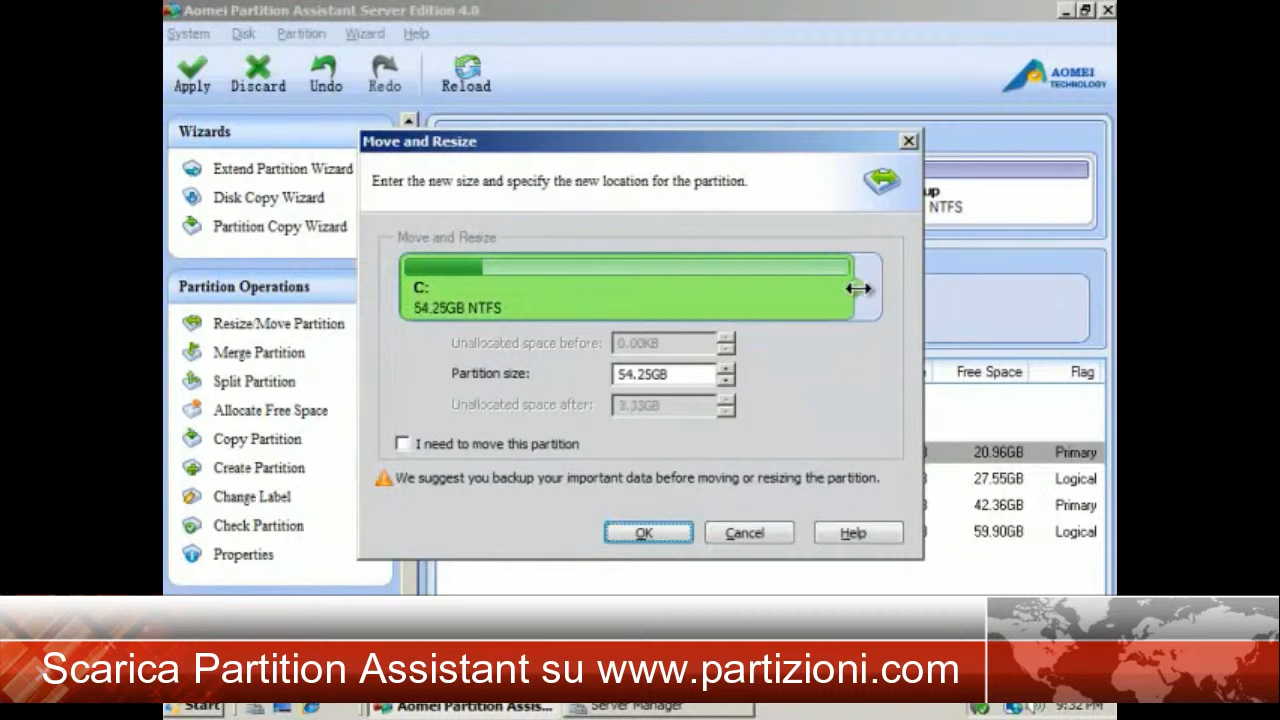 Aomei Partition Assistant Server Edition 4.0
System Disk Partition Wizard Help
Apply Discard Undo Redo Reload
AOMEI
TECHNOLOGY
Wizards
Extend Partition Wizard
Disk Copy Wizard
Partition Copy Wizard
Partition Operations
Resize/Move Partition
Merge Partition
Split Partition
Allocate Free Space
Copy Partition
Create Partition
Change Label
Check Partition
Properties
Move and Resize
Enter the new size and specify the new location for the partition.
Move and Resize
C:
54.25GB NTFS
Unallocated space before: 0.00KB
Partition size: 54.25GB
Unallocated space after: 3.33GB
I need to move this partition
We suggest you backup your important data before moving or resizing the partition.
OK Cancel Help
NTFS
Free Space Flag
20.96GB Primary
27.55GB Logical
42.36GB Primary
59.90GB Logical
Scarica Partition Assistant su www.partizioni.com
Start Aomei Partition Assis... Server Manager 9:32 PM